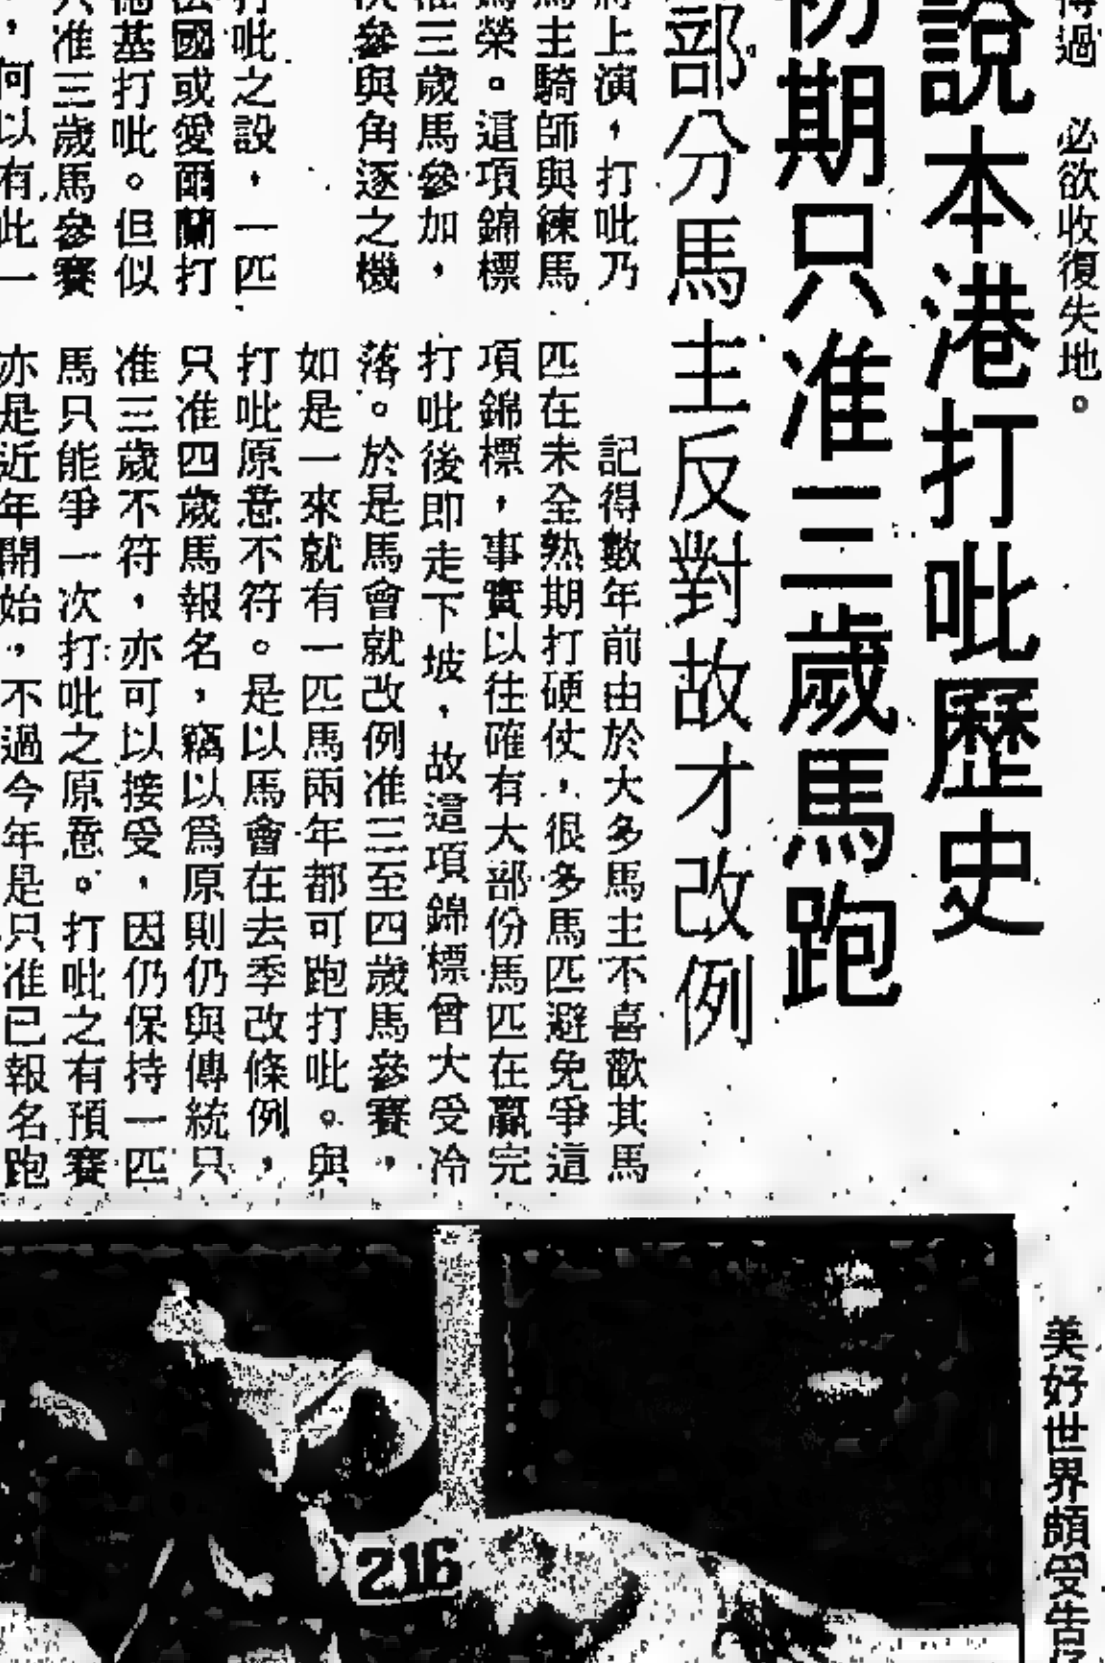 得過　必欲收復失地。
說本港打吡歷史
初期只准三歲馬跑
部分馬主反對故才改例
將上演，打吡乃
馬主騎師與練馬
為榮。這項錦標
准三歲馬參加，
次參與角逐之機
打吡之設，一匹
法國或愛爾蘭打
德基打吡。但似
只准三歲馬參賽
，何以有此一
記得數年前由於大多馬主不喜歡其馬
匹在未全熟期打硬仗，很多馬匹避免爭這
項錦標，事實以往確有大部份馬匹在贏完
打吡後即走下坡，故這項錦標曾大受冷
落。於是馬會就改例准三至四歲馬參賽，
如是一來就有一匹馬兩年都可跑打吡。與
打吡原意不符。是以馬會在去季改條例，
只准四歲馬報名，竊以爲原則仍與傳統只
准三歲不符，亦可以接受，因仍保持一匹
馬只能爭一次打吡之原意。打吡之有預賽
亦是近年開始，不過今年是只准已報名跑
美好世界頗受告
216